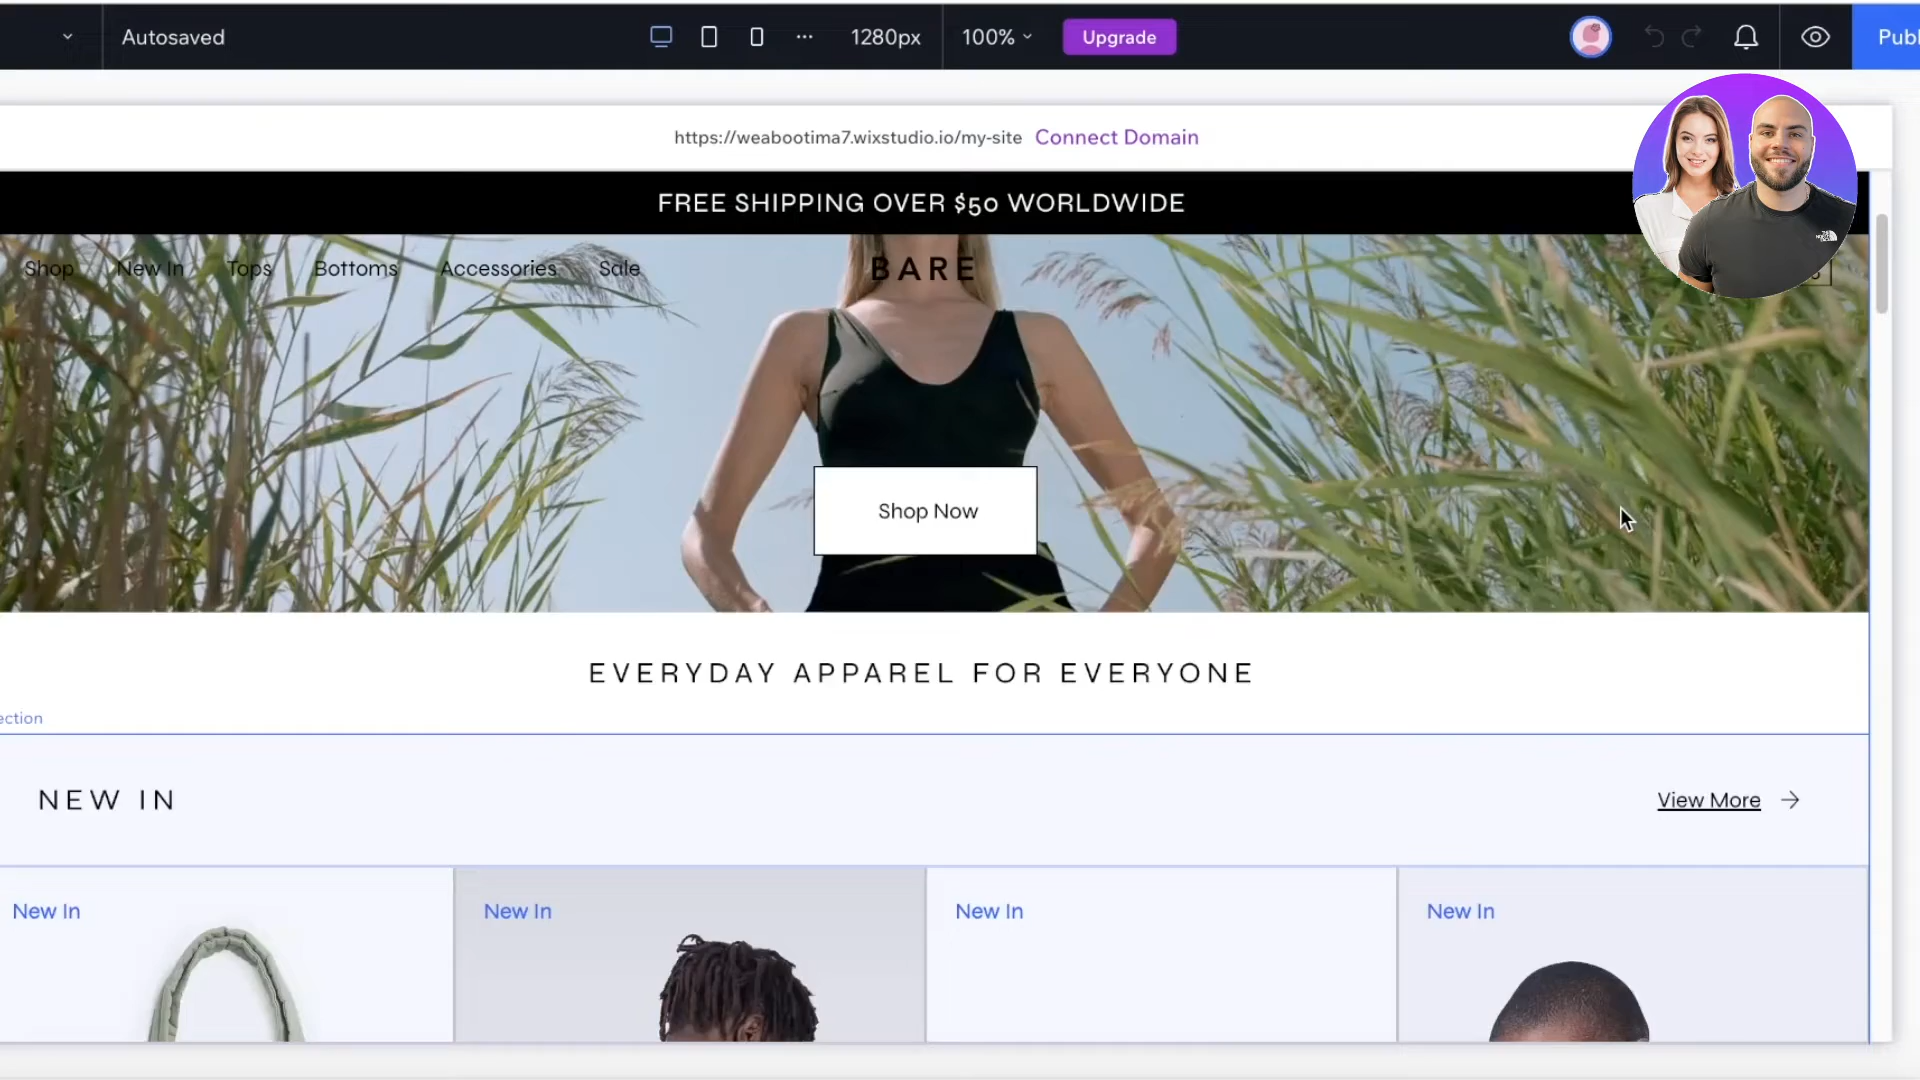 Autosaved
1280px
100%
Upgrade
https://weabootima7.wixstudio.io/my-site Connect Domain
FREE SHIPPING OVER $50 WORLDWIDE
Shop New In Tops Bottoms Accessories Sale
BARE
Shop Now
EVERYDAY APPAREL FOR EVERYONE
NEW IN
View More
New In
New In
New In
New In